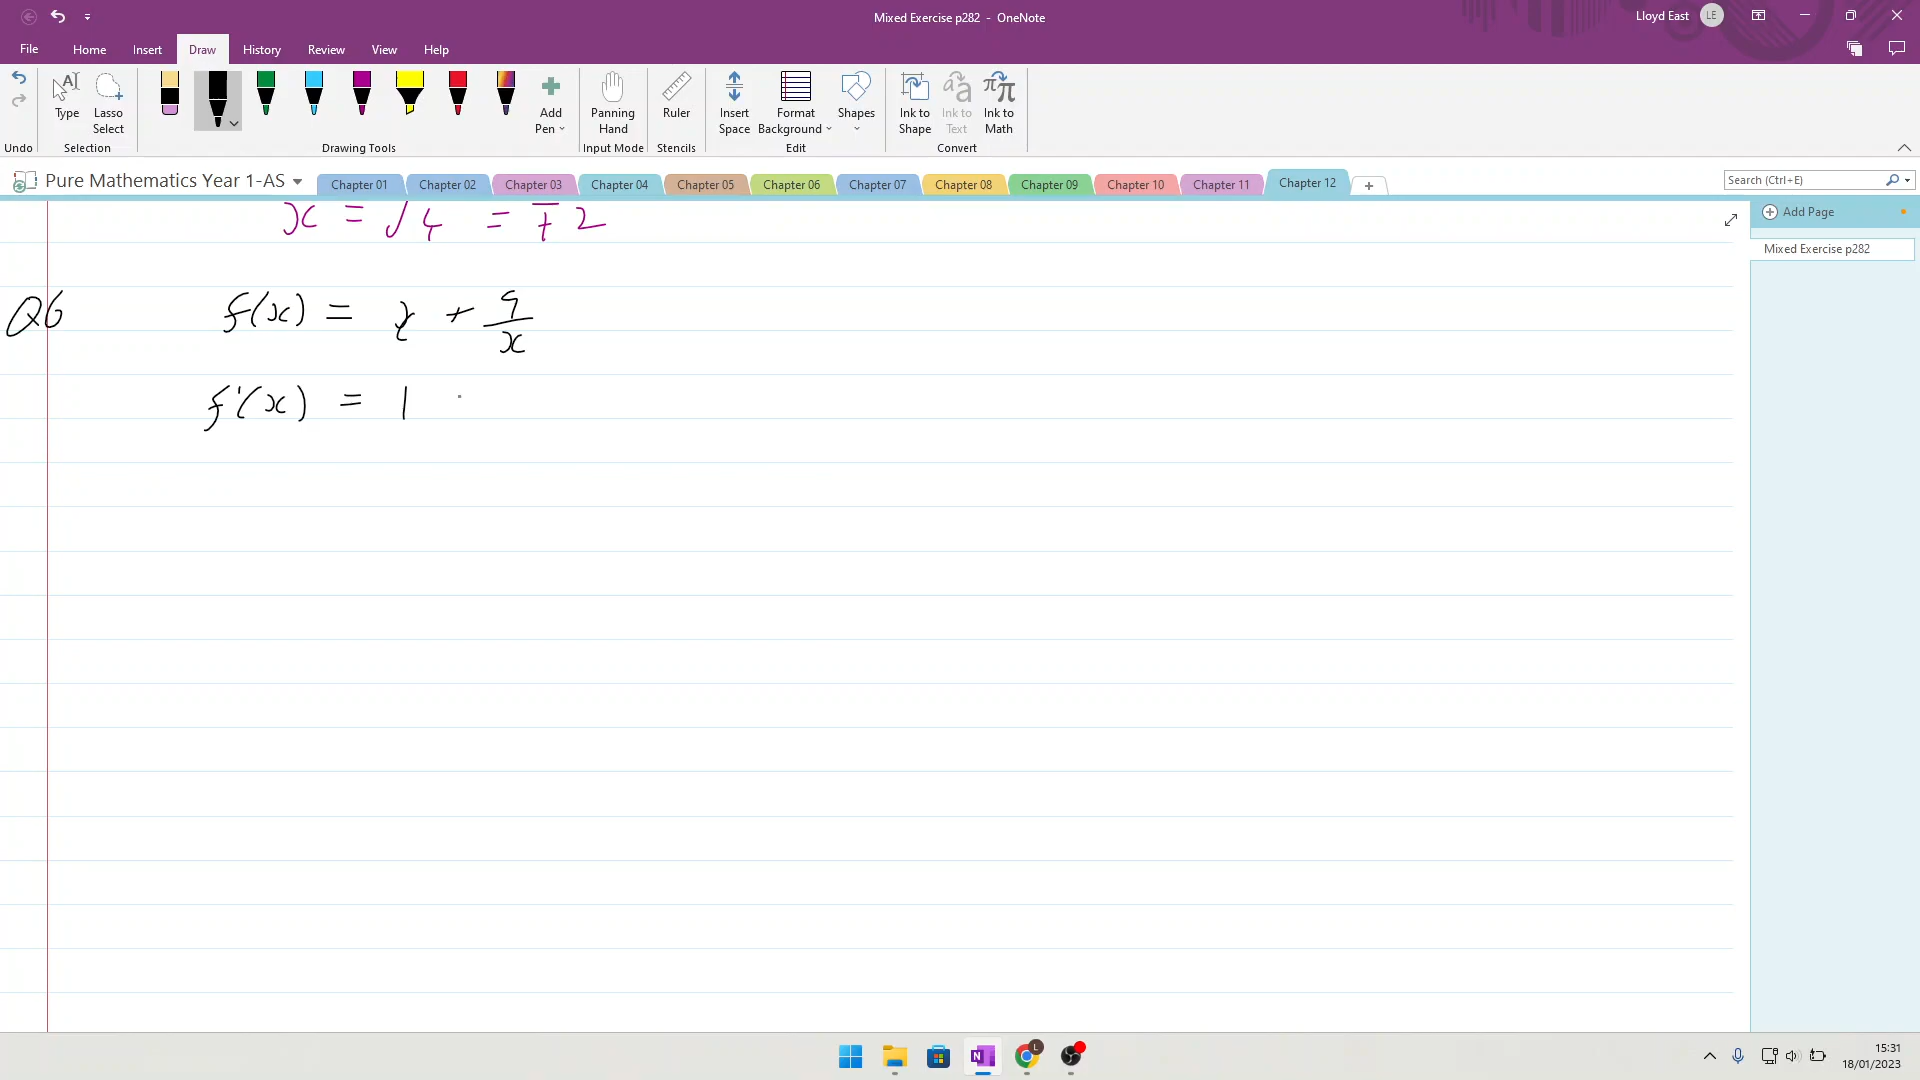 Mixed Exercise p282 - OneNote
Lloyd East LE
File Home Insert Draw History Review View Help
Type
Lasso Select
Add Pen
Panning Hand
Ruler
Insert Space
Format Background
Shapes
Ink to Shape
Ink to Text
Ink to Math
Undo Selection Drawing Tools Input Mode Stencils Edit Convert
Pure Mathematics Year 1-AS Chapter 01 Chapter 02 Chapter 03 Chapter 04 Chapter 05 Chapter 06 Chapter 07 Chapter 08 Chapter 09 Chapter 10 Chapter 11 Chapter 12 + Search (Ctrl+E)
Add Page
Mixed Exercise p282
x = √4 = ∓2
Q6 f(x) = x + 9/x
f'(x) = 1
15:31
18/01/2023